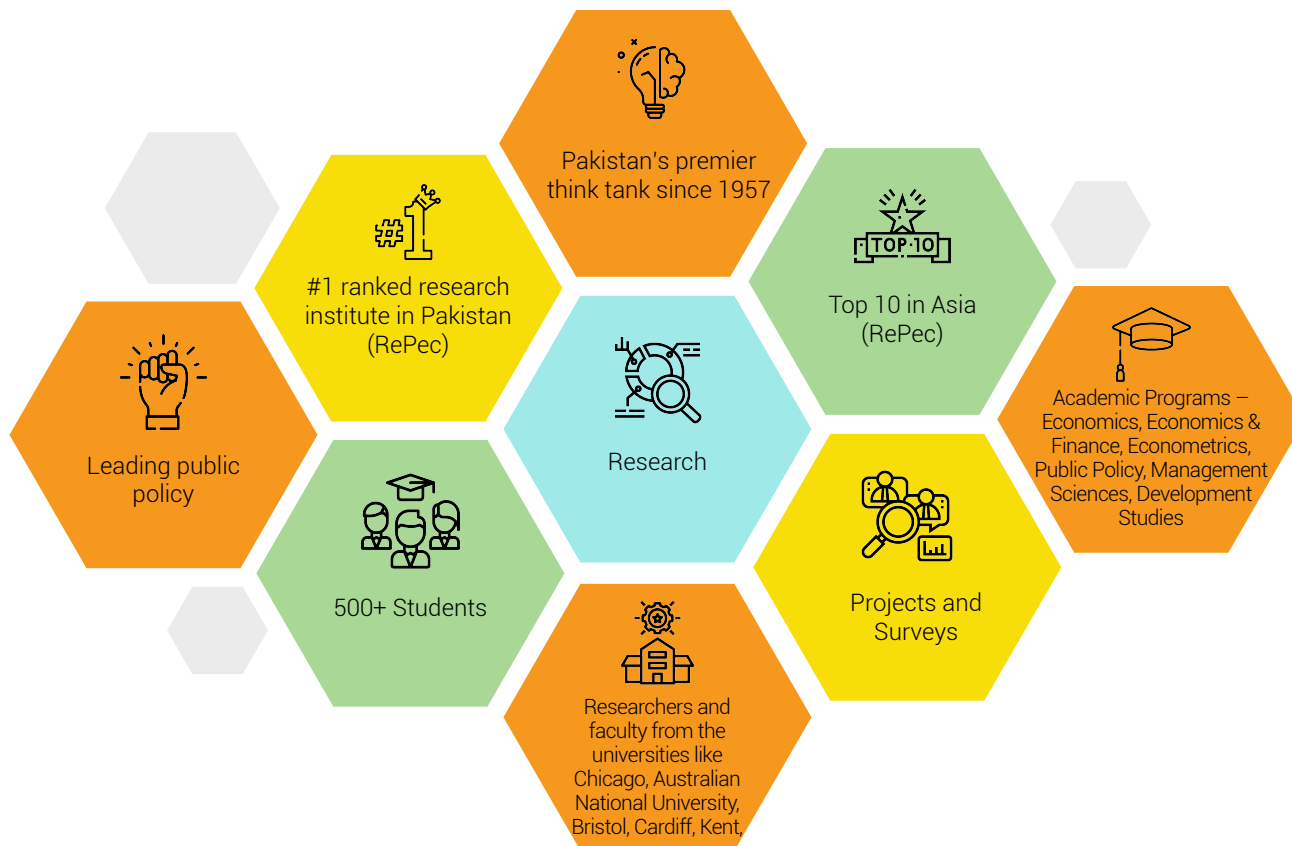 Pakistan's premier
think tank since 1957
#1
#1 ranked research
institute in Pakistan
(RePec)
TOP 10
Top 10 in Asia
(RePec)
Leading public
policy
Research
Academic Programs –
Economics, Economics &
Finance, Econometrics,
Public Policy, Management
Sciences, Development
Studies
500+ Students
Projects and
Surveys
Researchers and
faculty from the
universities like
Chicago, Australian
National University,
Bristol, Cardiff, Kent,